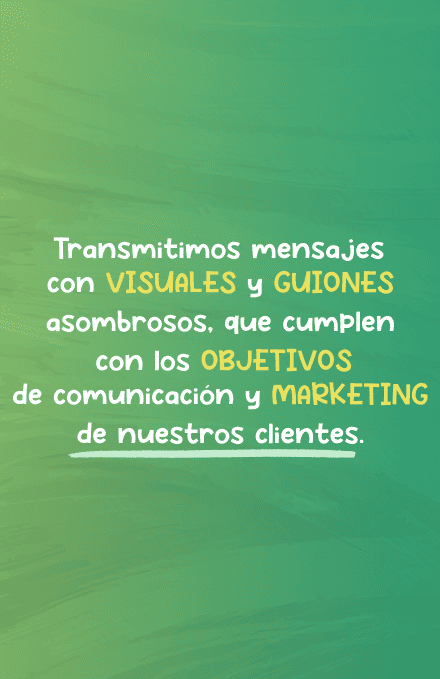 Transmitimos mensajes
con VISUALES y GUIONES
asombrosos, que cumplen
con los OBJETIVOS
de comunicación y MARKETING
de nuestros clientes.